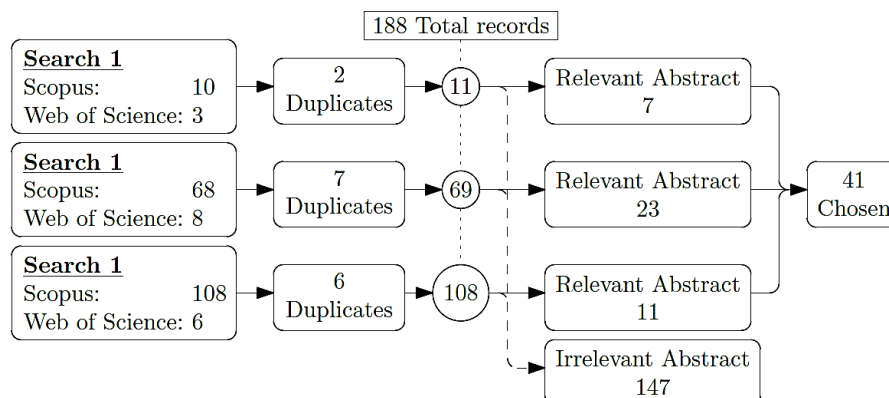 188 Total records
Search 1
Scopus: 10
Web of Science: 3
2
Duplicates
11
Relevant Abstract
7
Search 1
Scopus: 68
Web of Science: 8
7
Duplicates
69
Relevant Abstract
23
41
Chosen
Search 1
Scopus: 108
Web of Science: 6
6
Duplicates
108
Relevant Abstract
11
Irrelevant Abstract
147